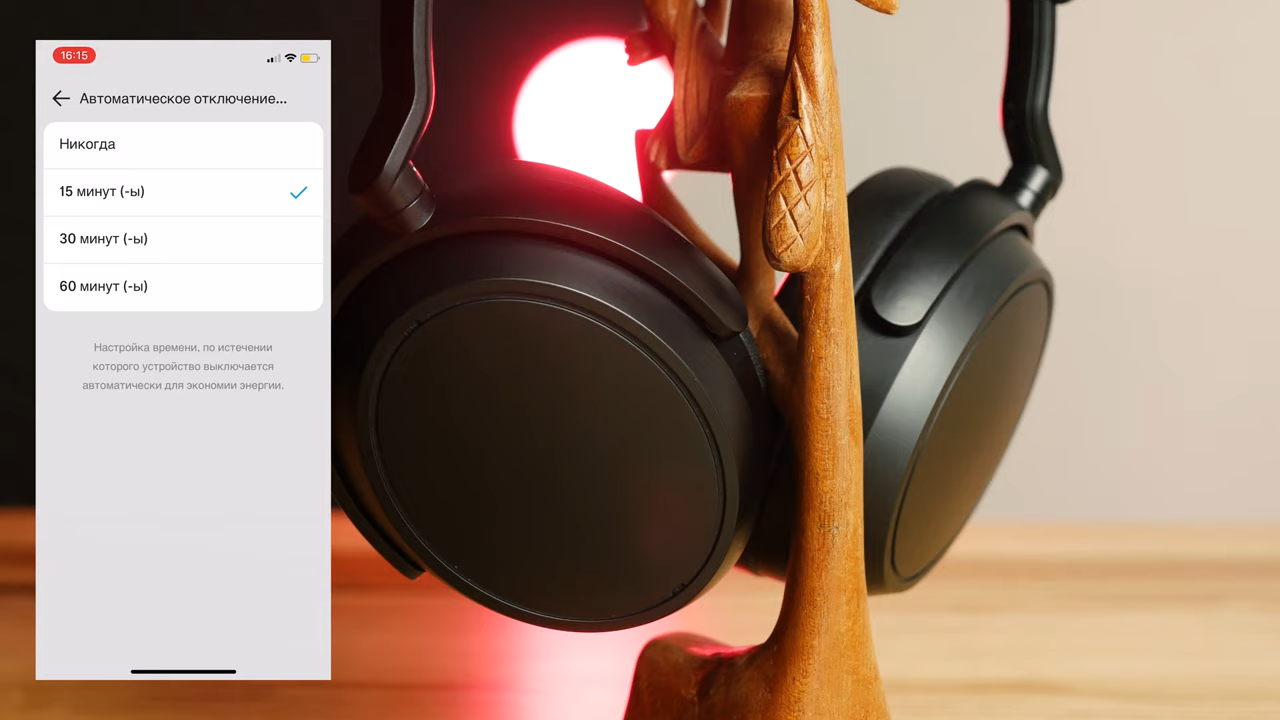 16:15
Автоматическое отключение...
Никогда
15 минут (-ы)
30 минут (-ы)
60 минут (-ы)
Настройка времени, по истечении
которого устройство выключается
автоматически для экономии энергии.